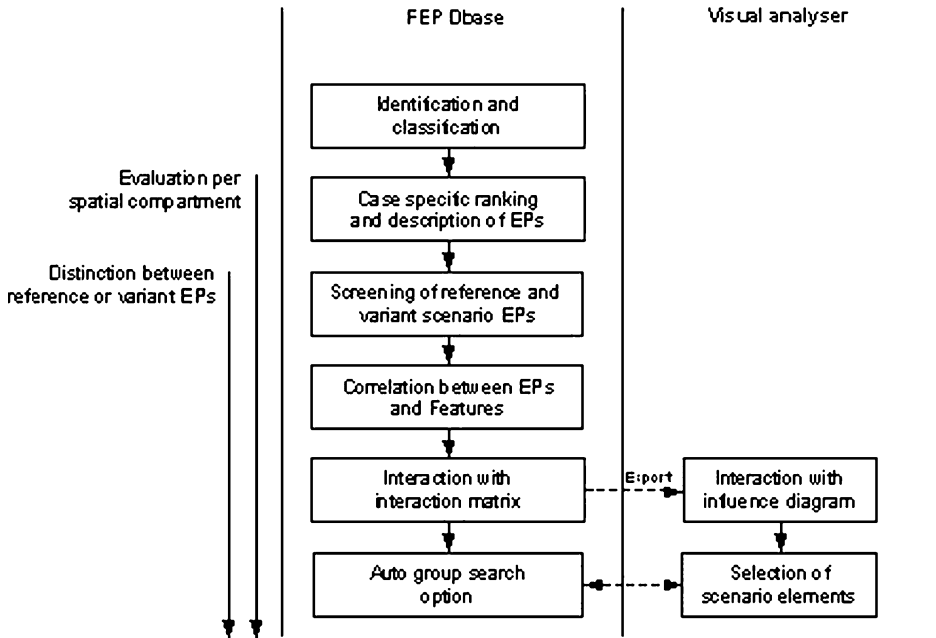 FEP Dbase
Visual analyser
Identification and
classification
Evaluation per
spatial compartment
Case specific ranking
and description of EPs
Distinction between
reference or variant EPs
Screening of reference and
variant scenario EPs
Correlation between EPs
and Features
Interaction with
interaction matrix
Export
Interaction with
influence diagram
Auto group search
option
Selection of
scenario elements